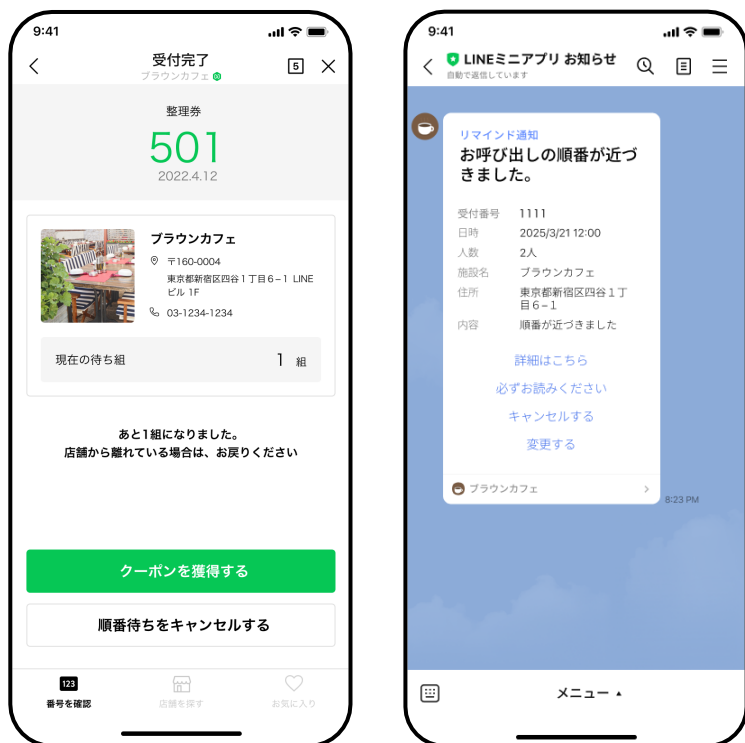 9:41
受付完了
ブラウンカフェ
5
整理券
501
2022.4.12
ブラウンカフェ
〒160-0004
東京都新宿区四谷１丁目６−１ LINE
ビル 1F
03-1234-1234
現在の待ち組
1 組
あと1組になりました。
店舗から離れている場合は、お戻りください
クーポンを獲得する
順番待ちをキャンセルする
123
番号を確認
店舗を探す
お気に入り
9:41
LINEミニアプリ お知らせ
自動で返信しています
リマインド通知
お呼び出しの順番が近づ
きました。
受付番号 1111
日時 2025/3/21 12:00
人数 2人
施設名 ブラウンカフェ
住所 東京都新宿区四谷１丁
目６−１
内容 順番が近づきました
詳細はこちら
必ずお読みください
キャンセルする
変更する
ブラウンカフェ
8:23 PM
メニュー